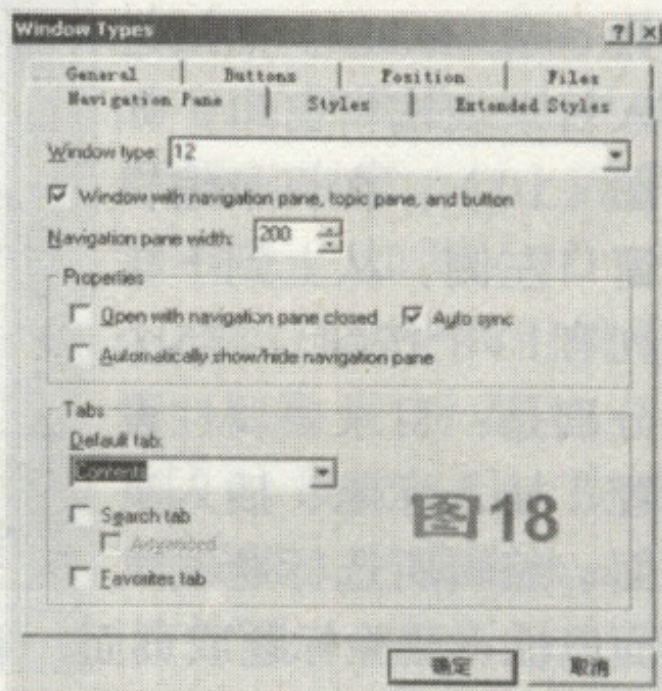 Window Types
General Buttons Position Files
Navigation Pane Styles Extended Styles
Window type: 12
Window with navigation pane, topic pane, and button
Navigation pane width: 200
Properties
Open with navigation pane closed Auto sync
Automatically show/hide navigation pane
Tabs
Default tab:
Contents
Search tab
Advanced
Favorites tab
图18
确定 取消